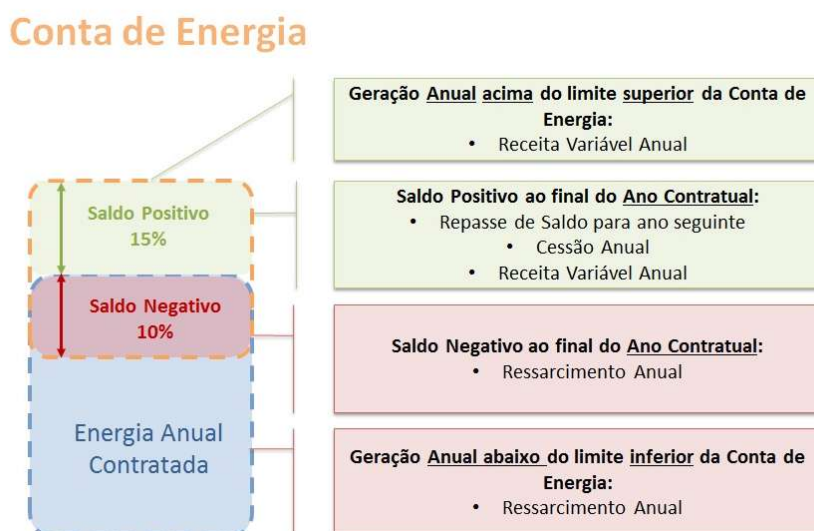 Conta de Energia
Geração Anual acima do limite superior da Conta de
Energia:
• Receita Variável Anual
Saldo Positivo
15%
Saldo Positivo ao final do Ano Contratual:
• Repasse de Saldo para ano seguinte
• Cessão Anual
• Receita Variável Anual
Saldo Negativo
10%
Saldo Negativo ao final do Ano Contratual:
• Ressarcimento Anual
Energia Anual
Contratada
Geração Anual abaixo do limite inferior da Conta de
Energia:
• Ressarcimento Anual